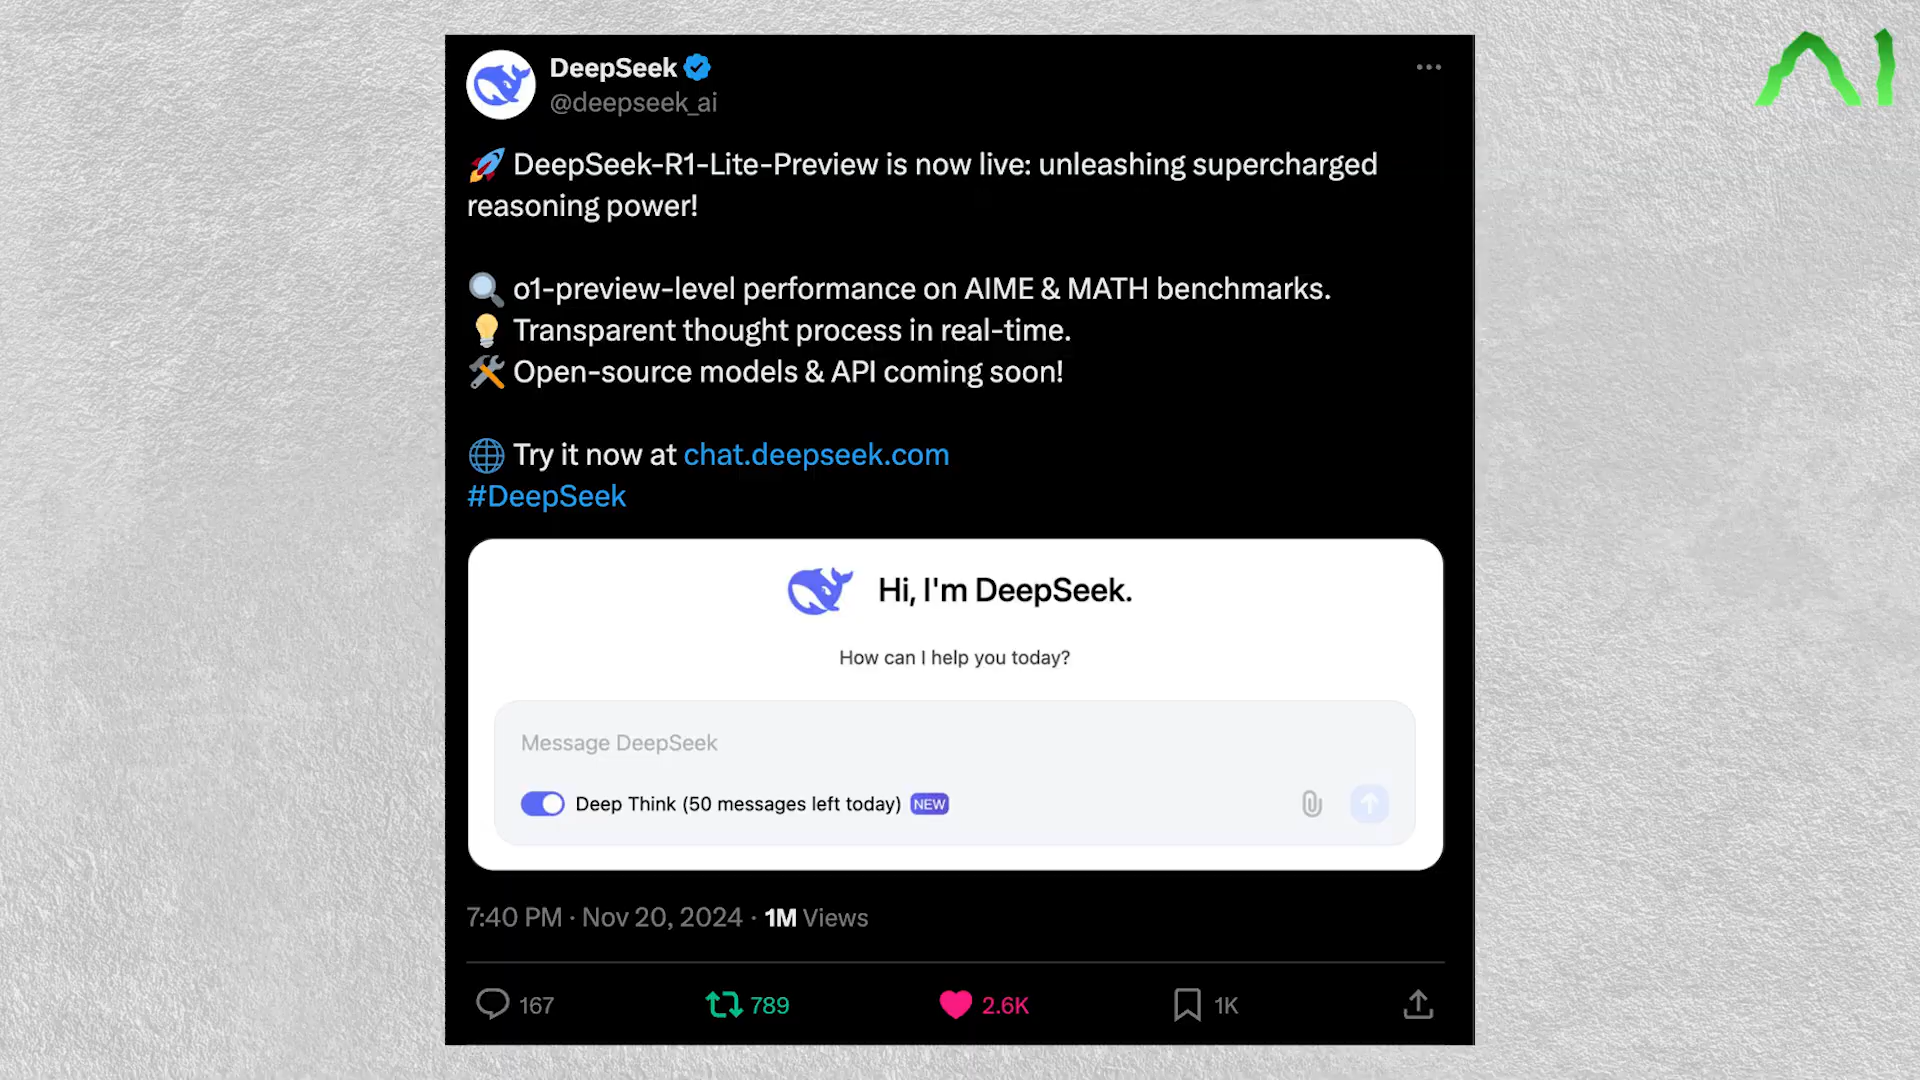 DeepSeek
@deepseek_ai
AI
🚀 DeepSeek-R1-Lite-Preview is now live: unleashing supercharged
reasoning power!
🔍 o1-preview-level performance on AIME & MATH benchmarks.
💡 Transparent thought process in real-time.
🛠️ Open-source models & API coming soon!
🌐 Try it now at chat.deepseek.com
#DeepSeek
Hi, I'm DeepSeek.
How can I help you today?
Message DeepSeek
Deep Think (50 messages left today) NEW
7:40 PM · Nov 20, 2024 · 1M Views
167 789 2.6K 1K